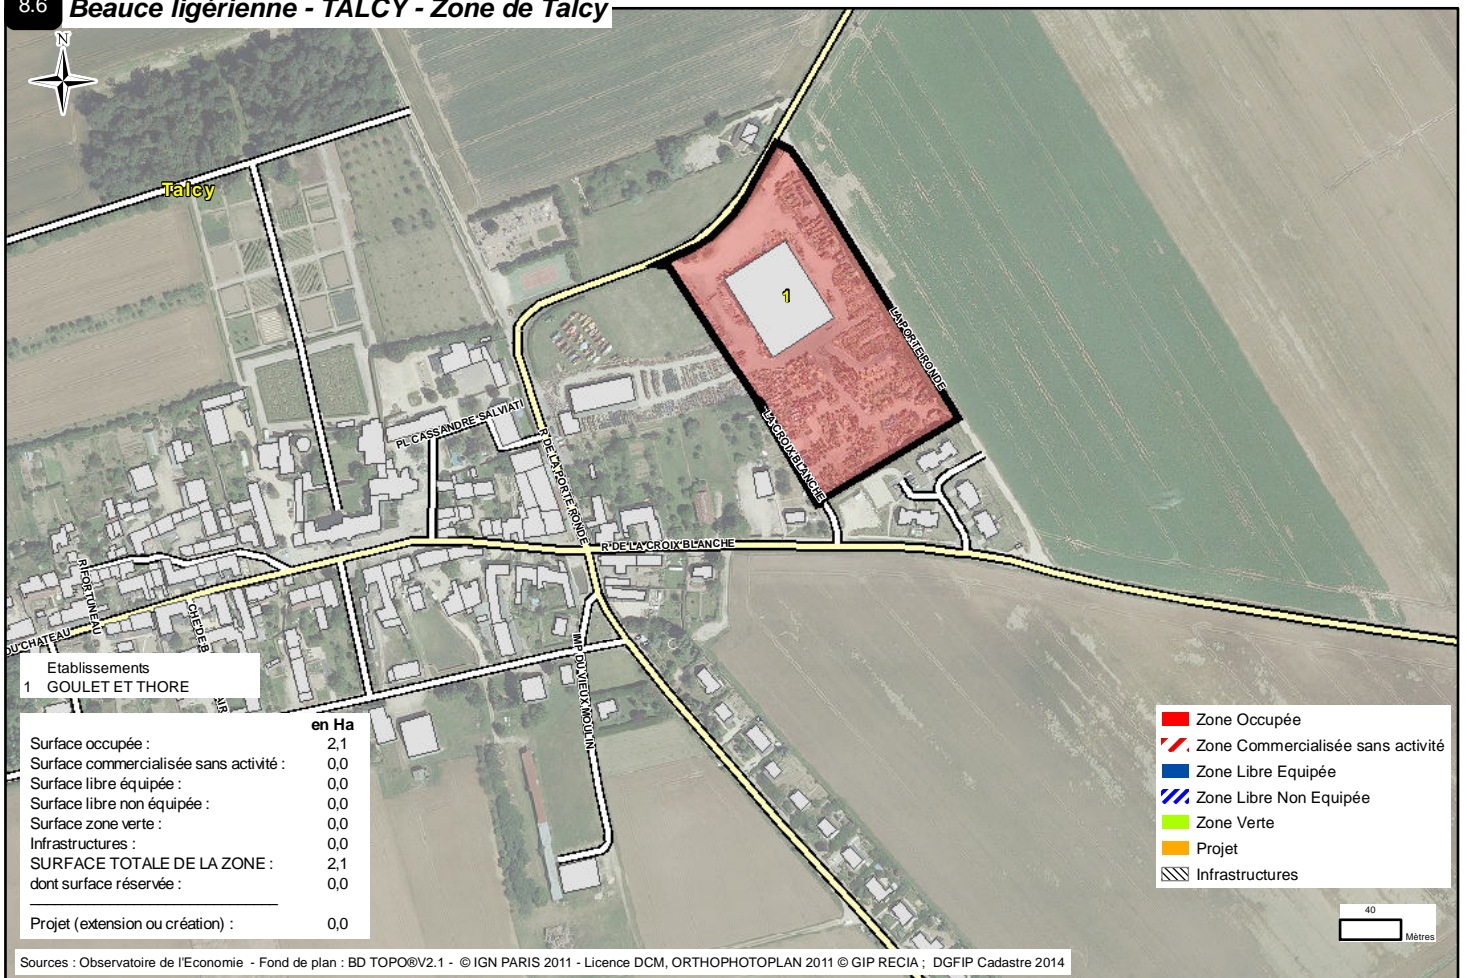 8.6 Beauce ligérienne - TALCY - Zone de Talcy
N
Talcy
1
LA PORTE RONDE
LA CROIX BLANCHE
PL CASSANDRE SALVIATI
R DE LA PORTE RONDE
R DE LA CROIX BLANCHE
R FORTUNEAU
CHE DE B
DU CHATEAU
IMP DU VIEUX MOULIN
Etablissements
1 GOULET ET THORE
en Ha
Surface occupée : 2,1
Surface commercialisée sans activité : 0,0
Surface libre équipée : 0,0
Surface libre non équipée : 0,0
Surface zone verte : 0,0
Infrastructures : 0,0
SURFACE TOTALE DE LA ZONE : 2,1
dont surface réservée : 0,0
Projet (extension ou création) : 0,0
Zone Occupée
Zone Commercialisée sans activité
Zone Libre Equipée
Zone Libre Non Equipée
Zone Verte
Projet
Infrastructures
40
Mètres
Sources : Observatoire de l'Economie - Fond de plan : BD TOPO®V2.1 - © IGN PARIS 2011 - Licence DCM, ORTHOPHOTOPLAN 2011 © GIP RECIA ; DGFIP Cadastre 2014